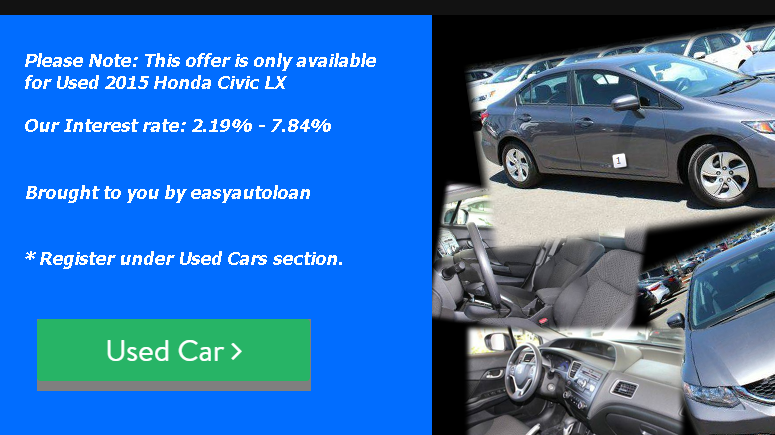 Please Note: This offer is only available
for Used 2015 Honda Civic LX
Our Interest rate: 2.19% - 7.84%
Brought to you by easyautoloan
* Register under Used Cars section.
Used Car >
1